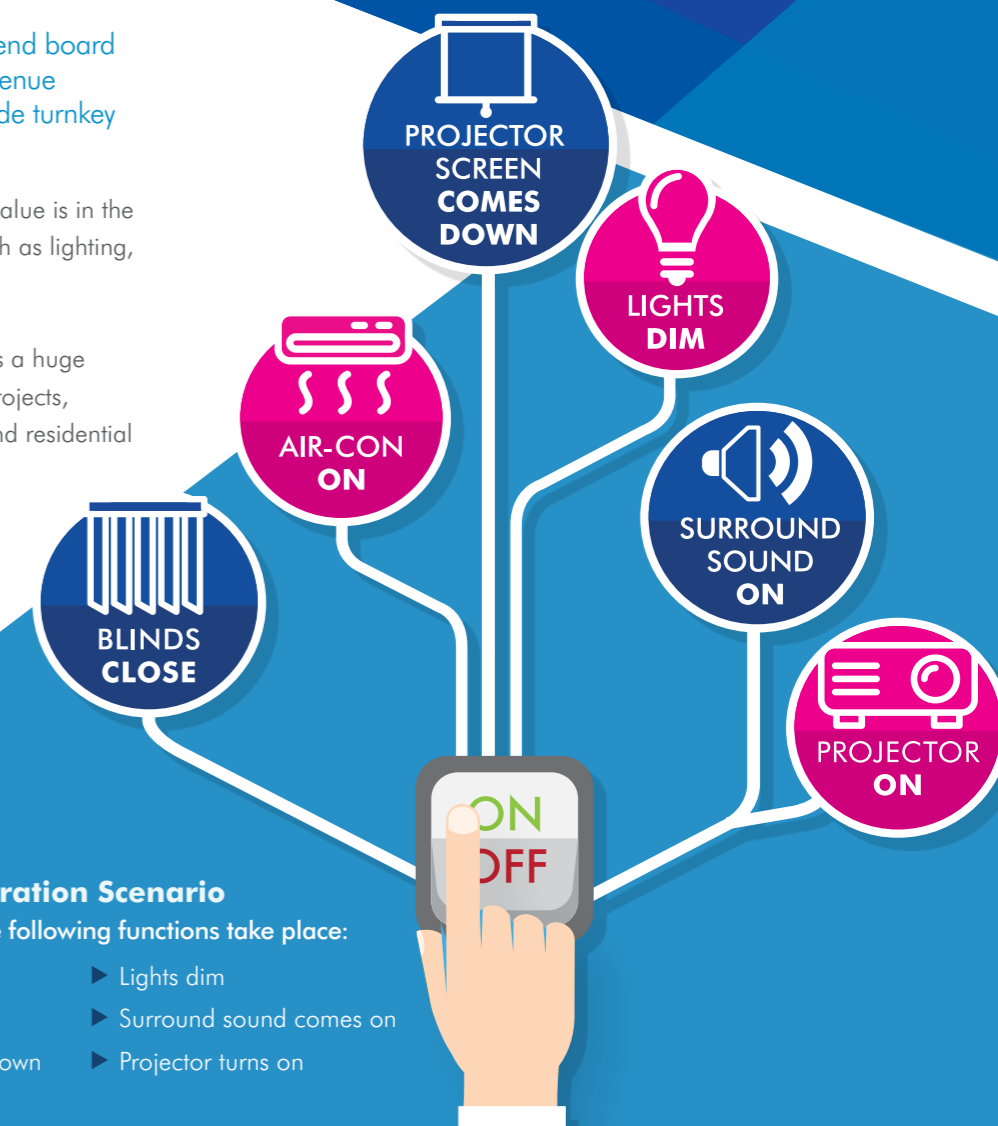 end board
enue
de turnkey
alue is in the
h as lighting,
s a huge
rojects,
nd residential
PROJECTOR
SCREEN
COMES
DOWN
LIGHTS
DIM
AIR-CON
ON
SURROUND
SOUND
ON
BLINDS
CLOSE
PROJECTOR
ON
ON
OFF
ration Scenario
e following functions take place:
Lights dim
Surround sound comes on
own
Projector turns on